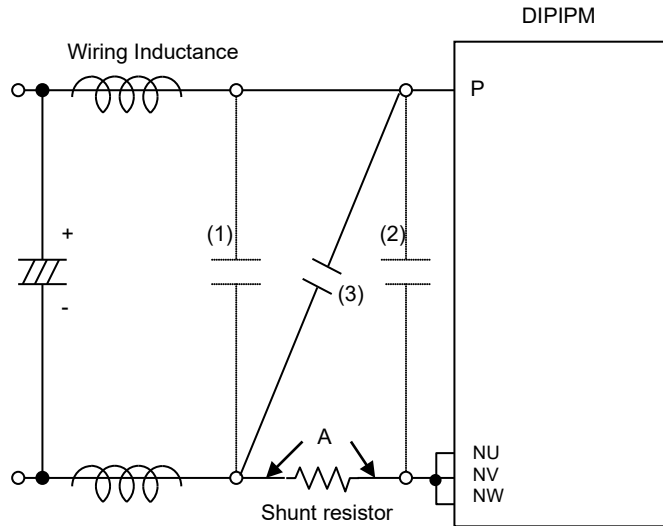 DIPIPM
Wiring Inductance
P
+
(1)
(2)
(3)
-
A
NU
NV
NW
Shunt resistor